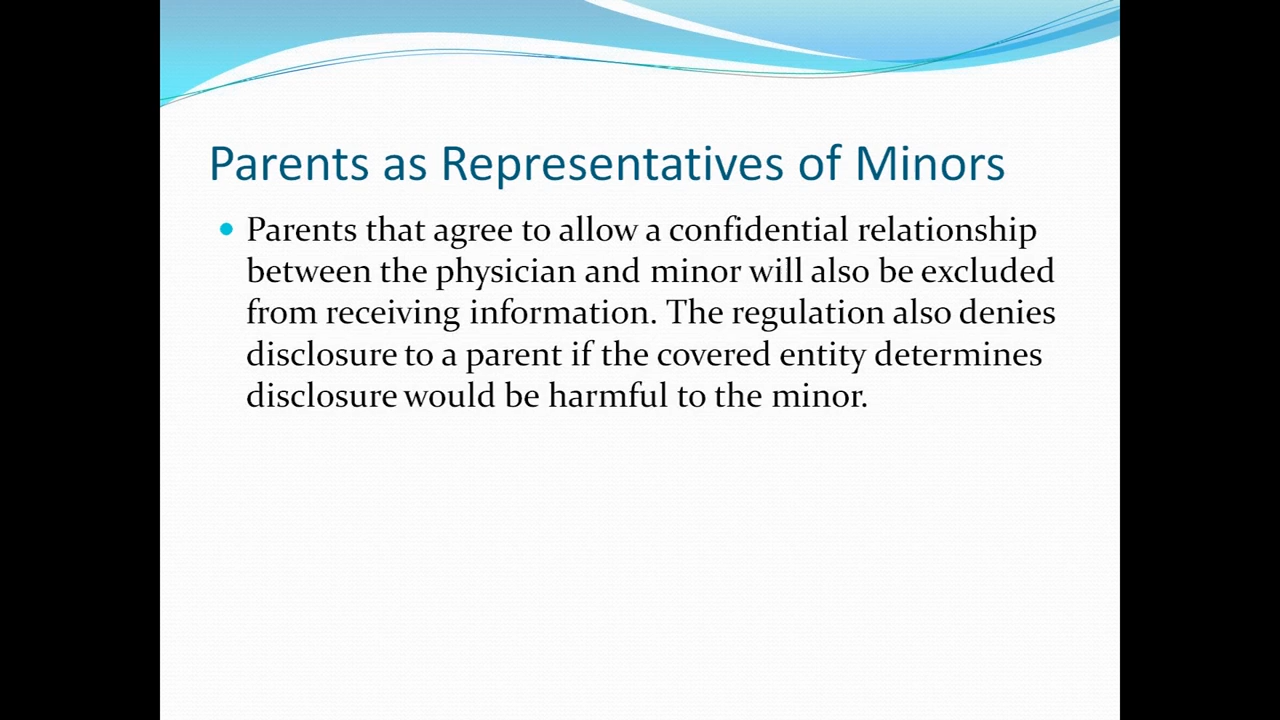 Parents as Representatives of Minors
Parents that agree to allow a confidential relationship
between the physician and minor will also be excluded
from receiving information. The regulation also denies
disclosure to a parent if the covered entity determines
disclosure would be harmful to the minor.